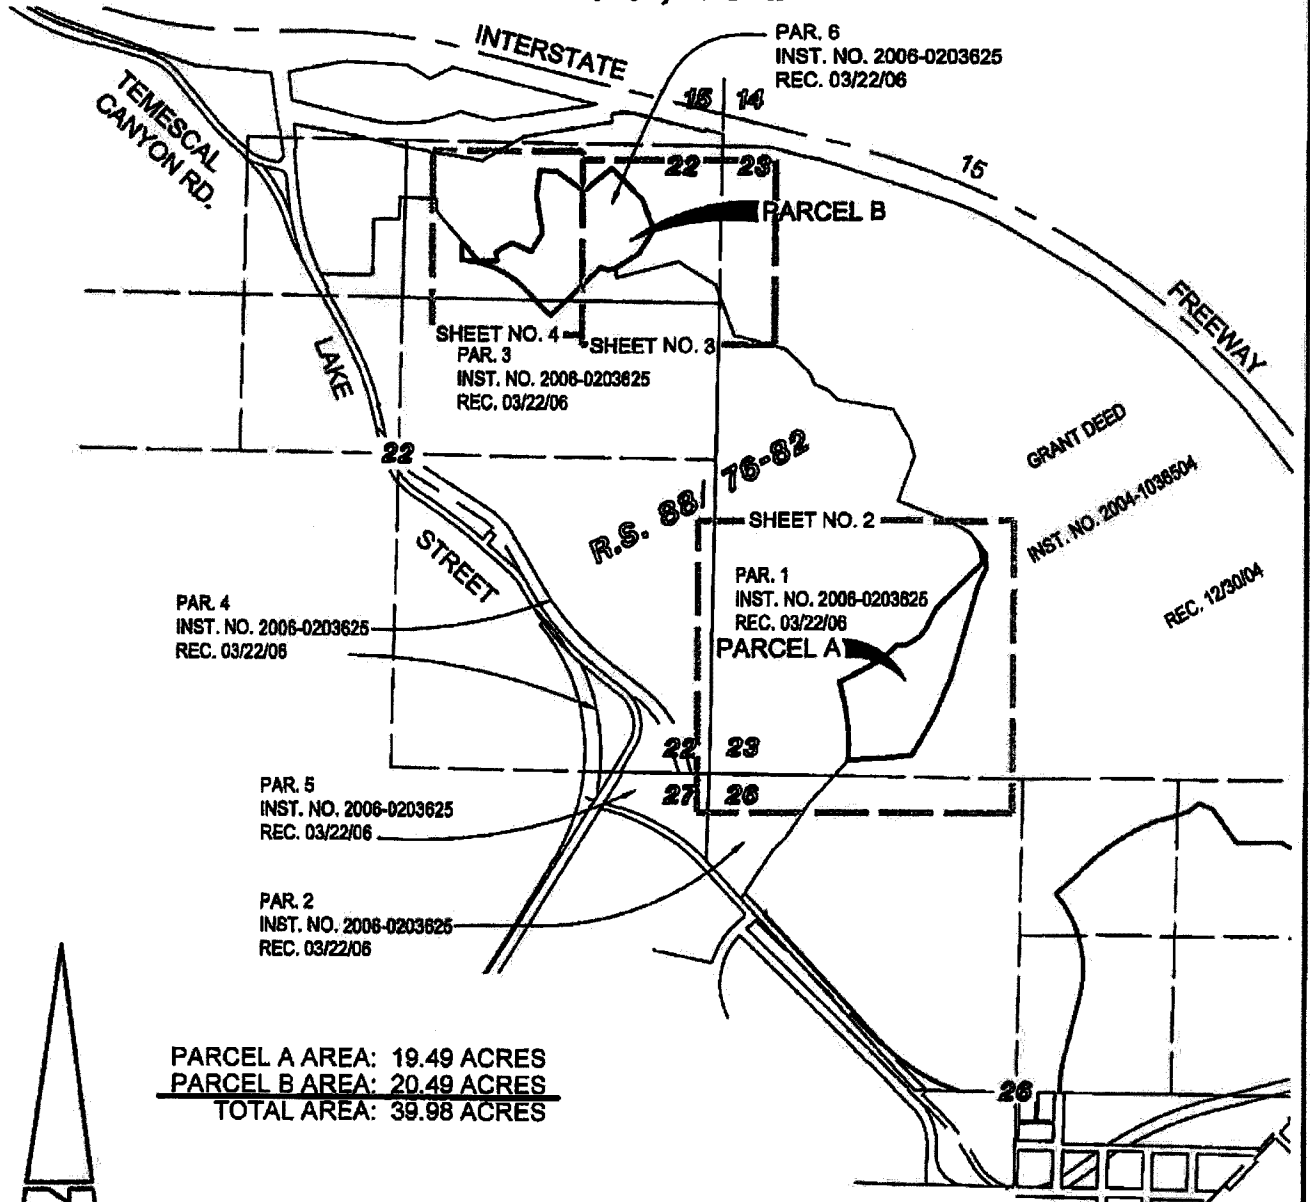 PAR. 6
INST. NO. 2006-0203625
REC. 03/22/06
INTERSTATE
TEMESCAL
CANYON RD.
15 14
22 23
15
PARCEL B
FREEWAY
LAKE
SHEET NO. 4
SHEET NO. 3
PAR. 3
INST. NO. 2006-0203625
REC. 03/22/06
22
R.S. 88/ 76-82
GRANT DEED
INST. NO. 2004-1038504
REC. 12/30/04
SHEET NO. 2
STREET
PAR. 1
INST. NO. 2006-0203625
REC. 03/22/06
PARCEL A
PAR. 4
INST. NO. 2006-0203625
REC. 03/22/06
22 23
27 26
PAR. 5
INST. NO. 2006-0203625
REC. 03/22/06
PAR. 2
INST. NO. 2006-0203625
REC. 03/22/06
PARCEL A AREA: 19.49 ACRES
PARCEL B AREA: 20.49 ACRES
TOTAL AREA: 39.98 ACRES
26